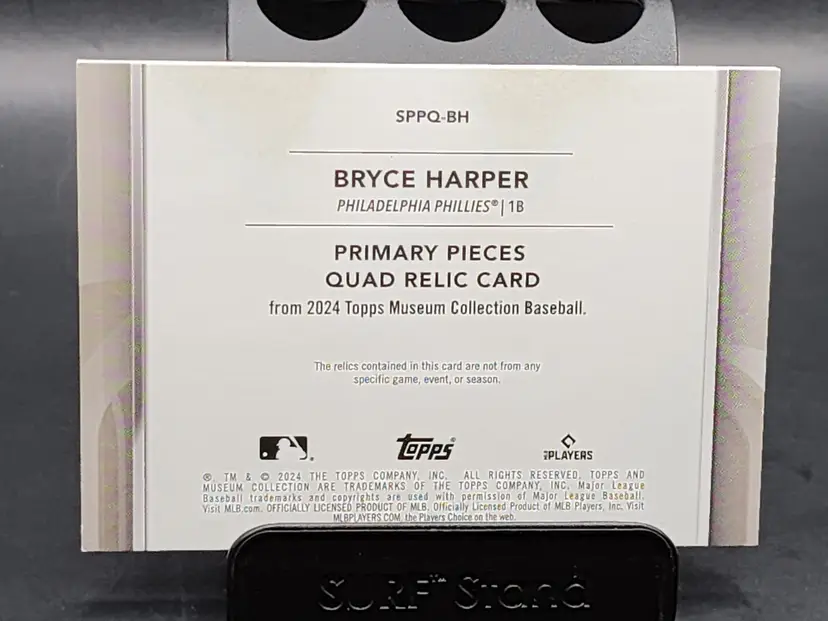 SPPQ-BH
BRYCE HARPER
PHILADELPHIA PHILLIES® | 1B
PRIMARY PIECES
QUAD RELIC CARD
from 2024 Topps Museum Collection Baseball.
The relics contained in this card are not from any
specific game, event, or season.
Topps®
PLAYERS
® TM & © 2024 THE TOPPS COMPANY, INC. ALL RIGHTS RESERVED, TOPPS AND
MUSEUM COLLECTION ARE TRADEMARKS OF THE TOPPS COMPANY, INC. Major League
Baseball trademarks and copyrights are used with permission of Major League Baseball.
Visit MLB.com. OFFICIALLY LICENSED PRODUCT OF MLB. Officially Licensed Product of MLB Players, Inc. Visit
MLBPLAYERS.COM, the Players Choice on the web.
SURF™ Stand